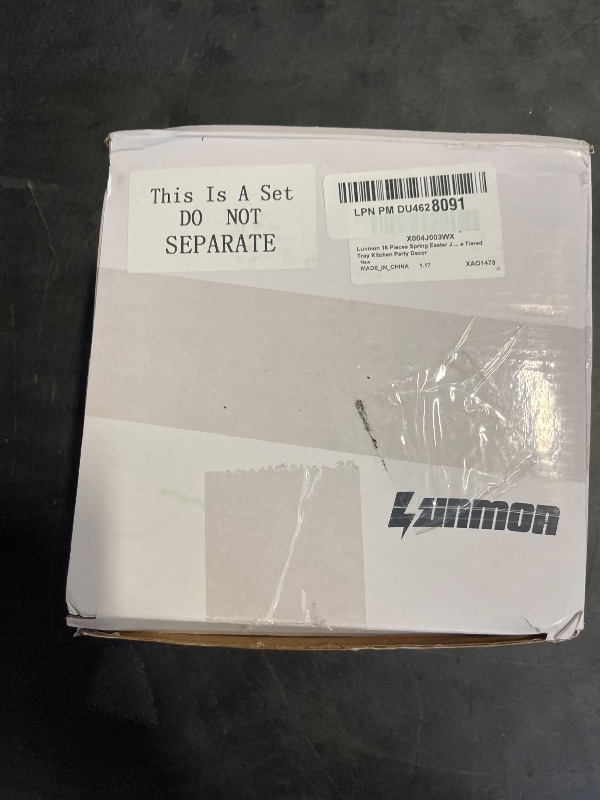 This Is A Set
DO NOT
SEPARATE
LPN PM DU4628091
X004J003WX
Lunmon 16 Pieces Spring Easter J ... e Tiered
Tray Kitchen Party Decor
New
MADE_IN_CHINA 1.17 XAO1478
Lunmon